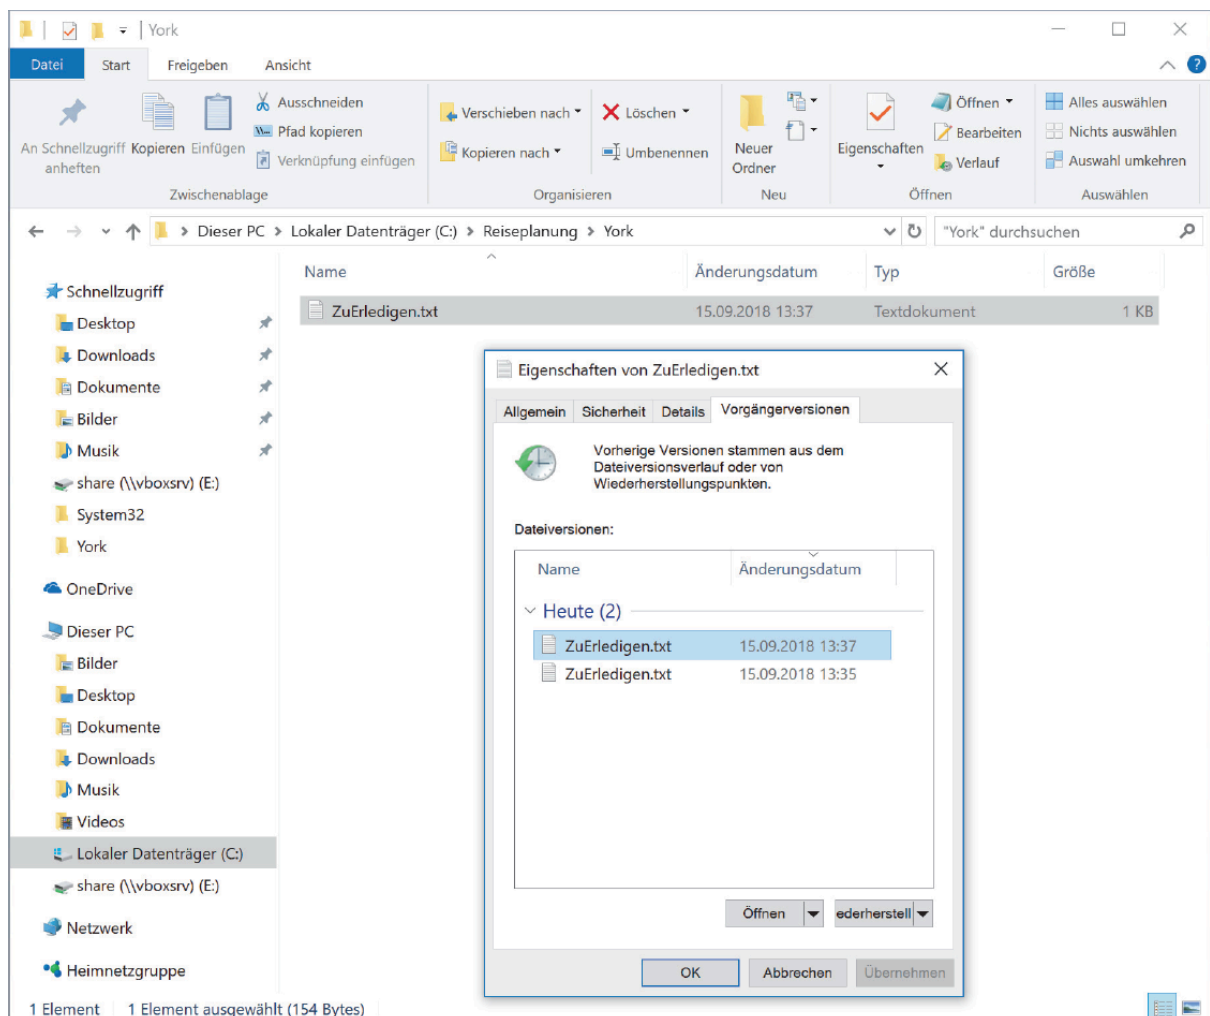 York
Datei Start Freigeben Ansicht
An Schnellzugriff anheften
Kopieren
Einfügen
Ausschneiden
Pfad kopieren
Verknüpfung einfügen
Zwischenablage
Verschieben nach
Kopieren nach
Löschen
Umbenennen
Organisieren
Neuer Ordner
Neu
Eigenschaften
Öffnen
Bearbeiten
Verlauf
Öffnen
Alles auswählen
Nichts auswählen
Auswahl umkehren
Auswählen
Dieser PC > Lokaler Datenträger (C:) > Reiseplanung > York
"York" durchsuchen
Name Änderungsdatum Typ Größe
ZuErledigen.txt 15.09.2018 13:37 Textdokument 1 KB
Schnellzugriff
Desktop
Downloads
Dokumente
Bilder
Musik
share (\\vboxsrv) (E:)
System32
York
OneDrive
Dieser PC
Bilder
Desktop
Dokumente
Downloads
Musik
Videos
Lokaler Datenträger (C:)
share (\\vboxsrv) (E:)
Netzwerk
Heimnetzgruppe
Eigenschaften von ZuErledigen.txt
Allgemein Sicherheit Details Vorgängerversionen
Vorherige Versionen stammen aus dem
Dateiversionsverlauf oder von
Wiederherstellungspunkten.
Dateiversionen:
Name Änderungsdatum
Heute (2)
ZuErledigen.txt 15.09.2018 13:37
ZuErledigen.txt 15.09.2018 13:35
Öffnen ederherstell
OK Abbrechen Übernehmen
1 Element 1 Element ausgewählt (154 Bytes)